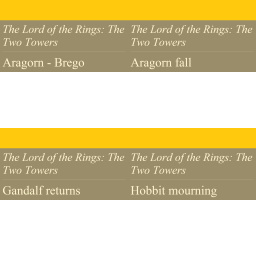 The Lord of the Rings: The
Two Towers
Aragorn - Brego
The Lord of the Rings: The
Two Towers
Aragorn fall
The Lord of the Rings: The
Two Towers
Gandalf returns
The Lord of the Rings: The
Two Towers
Hobbit mourning